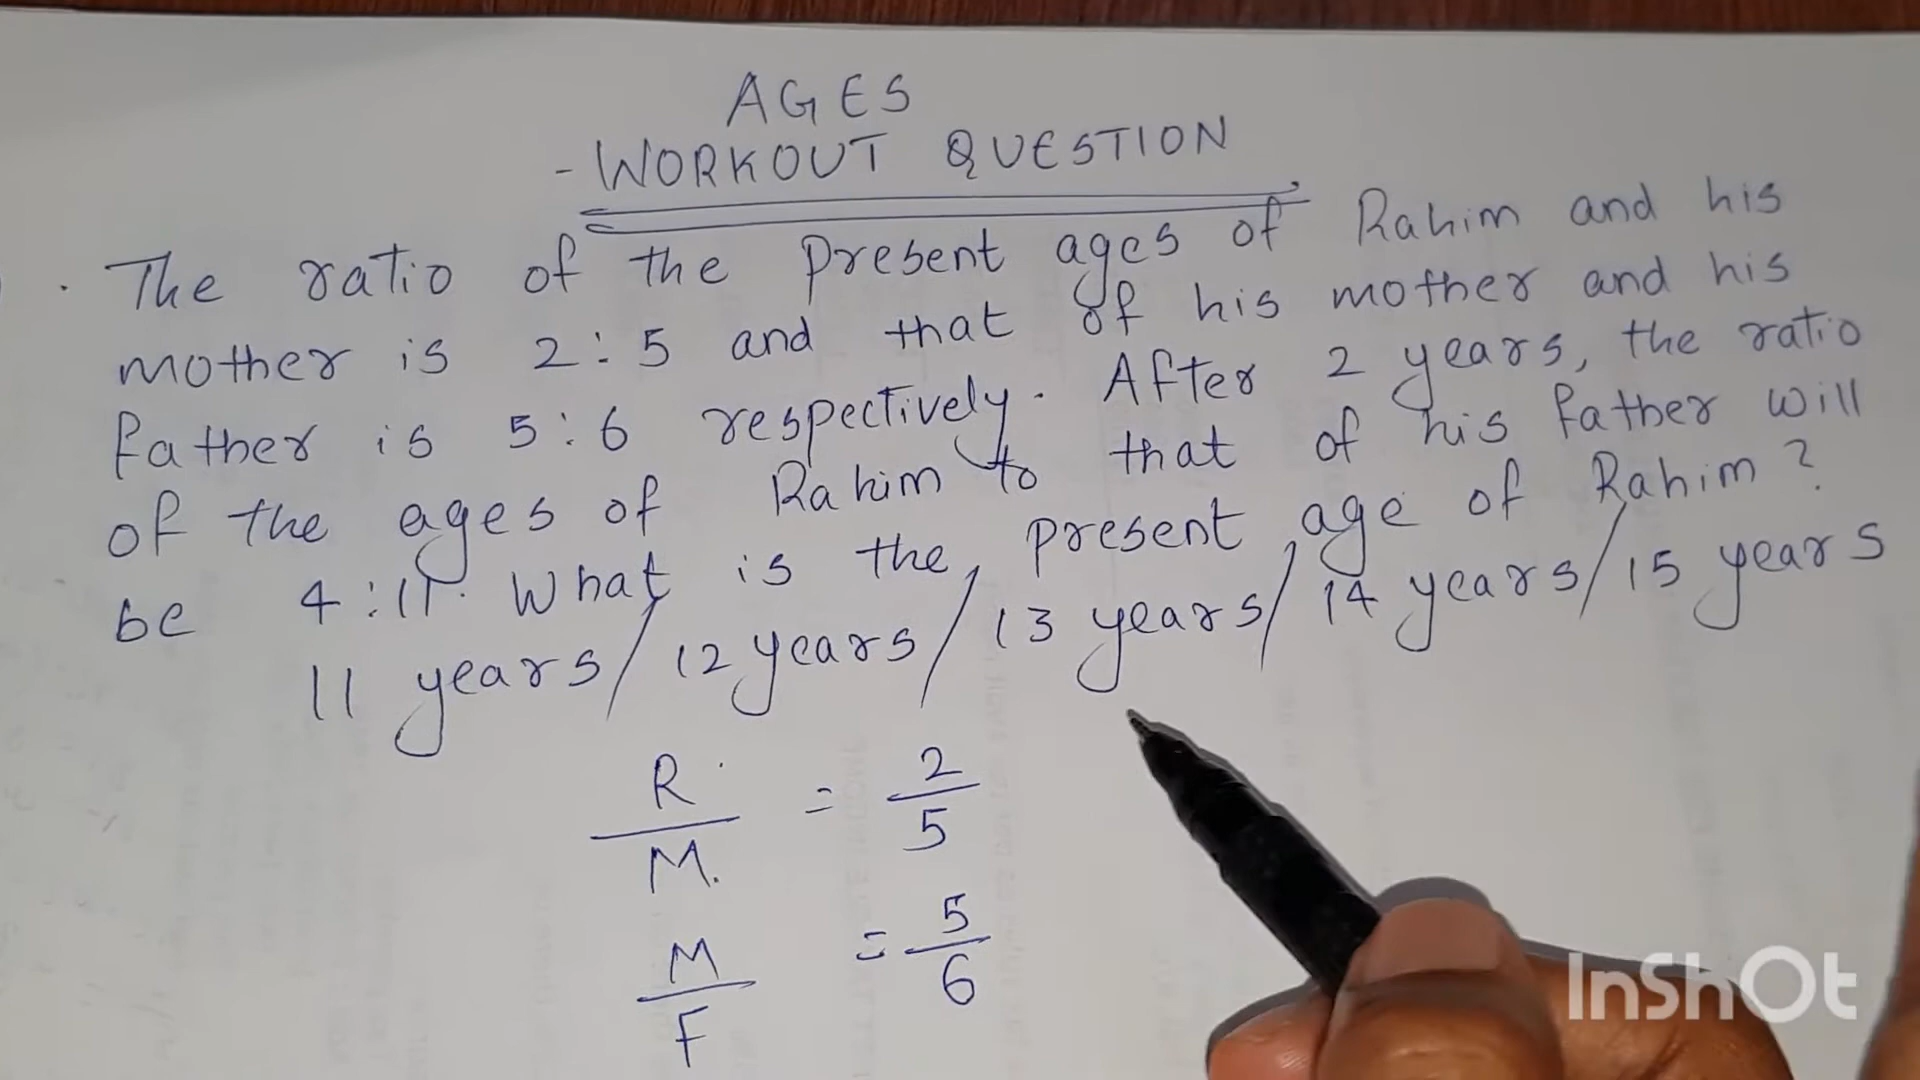 AGES
- WORKOUT QUESTION
. The ratio of the present ages of Rahim and his
mother is 2:5 and that of his mother and his
father is 5:6 respectively. After 2 years, the ratio
of the ages of Rahim to that of his father will
be 4:11. What is the present age of Rahim?
11 years/12 years/13 years/14 years/15 years
R/M. = 2/5
M/F = 5/6
InShOt